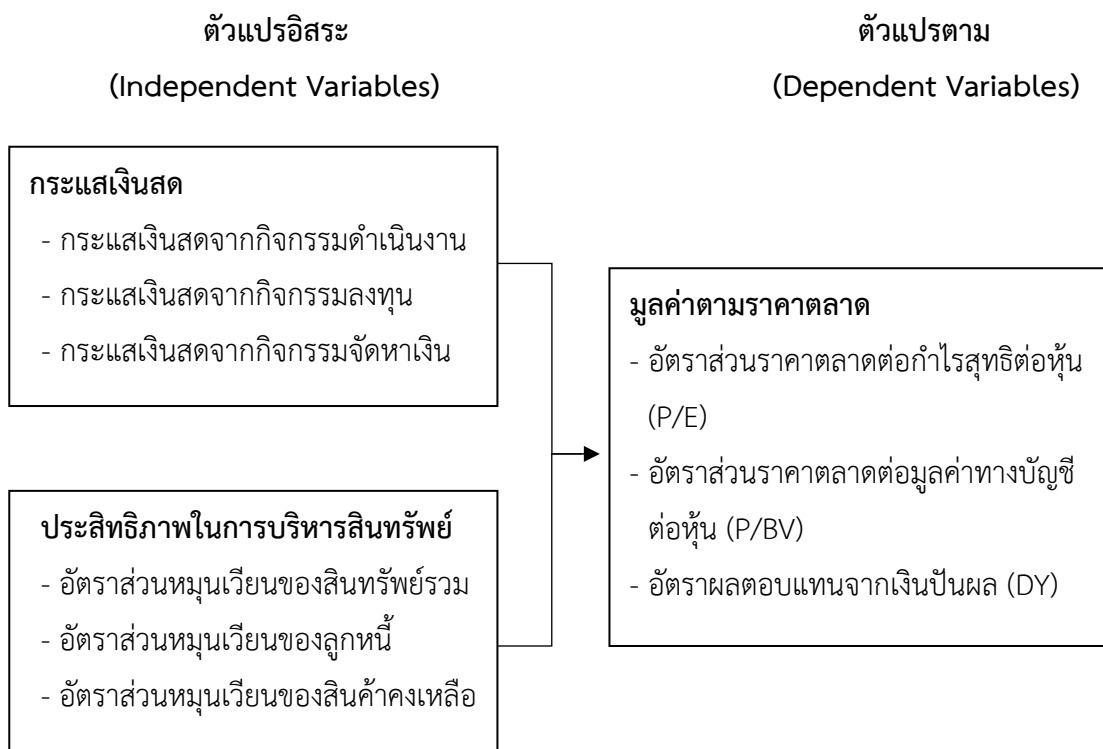 ตัวแปรอิสระ
(Independent Variables)
กระแสเงินสด
- กระแสเงินสดจากกิจกรรมดำเนินงาน
- กระแสเงินสดจากกิจกรรมลงทุน
- กระแสเงินสดจากกิจกรรมจัดหาเงิน
ประสิทธิภาพในการบริหารสินทรัพย์
- อัตราส่วนหมุนเวียนของสินทรัพย์รวม
- อัตราส่วนหมุนเวียนของลูกหนี้
- อัตราส่วนหมุนเวียนของสินค้าคงเหลือ
ตัวแปรตาม
(Dependent Variables)
มูลค่าตามราคาตลาด
- อัตราส่วนราคาตลาดต่อกำไรสุทธิต่อหุ้น
(P/E)
- อัตราส่วนราคาตลาดต่อมูลค่าทางบัญชี
ต่อหุ้น (P/BV)
- อัตราผลตอบแทนจากเงินปันผล (DY)